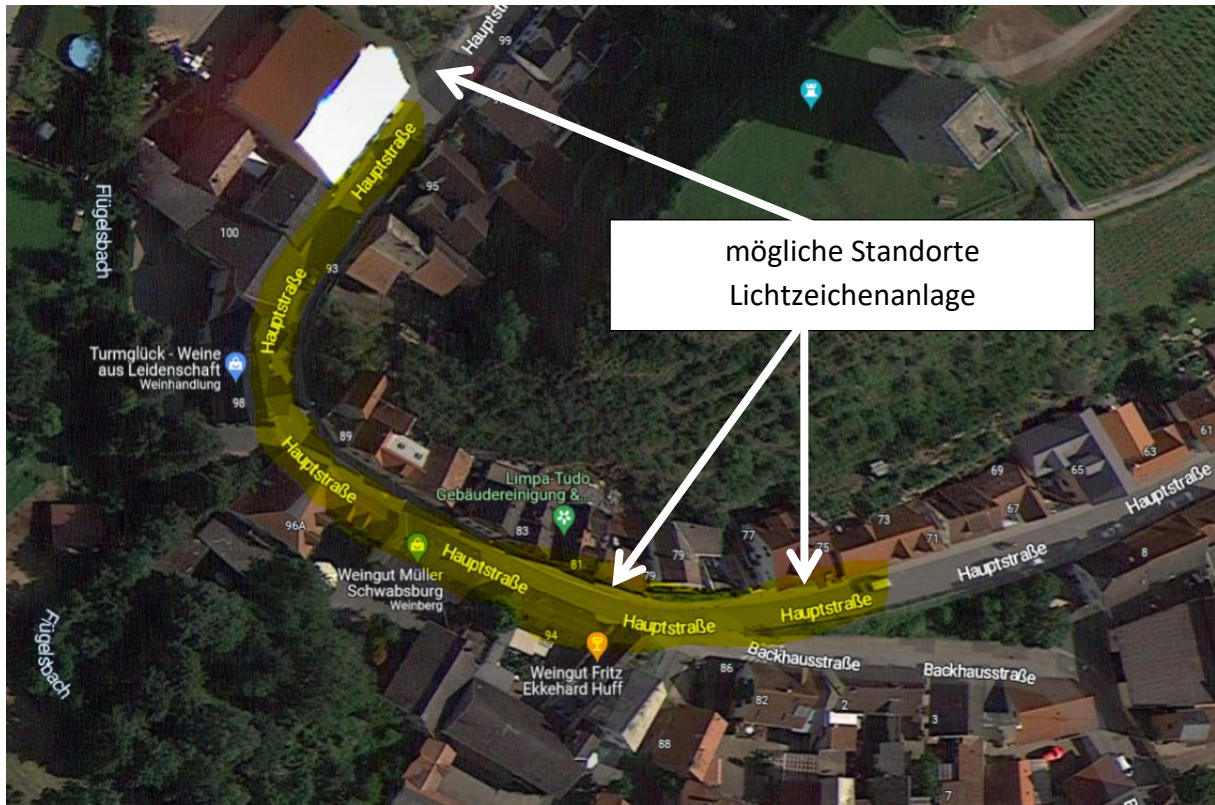 Hauptstraße
99
Hauptstraße
95
Flügelsbach
100
93
Hauptstraße
mögliche Standorte
Lichtzeichenanlage
Turmglück - Weine
aus Leidenschaft
Weinhandlung
98
89
Hauptstraße
Limpa-Tudo
Gebäudereinigung &...
61
63
65
69
67
96A
83
77
73
75
71
79
79
81
Hauptstraße
Hauptstraße
Hauptstraße
8
Weingut Müller
Schwabsburg
Weinberg
Hauptstraße
Hauptstraße
94
Fügelsbach
Weingut Fritz
Ekkehard Huff
Backhausstraße
Backhausstraße
86
82
2
3
88
7